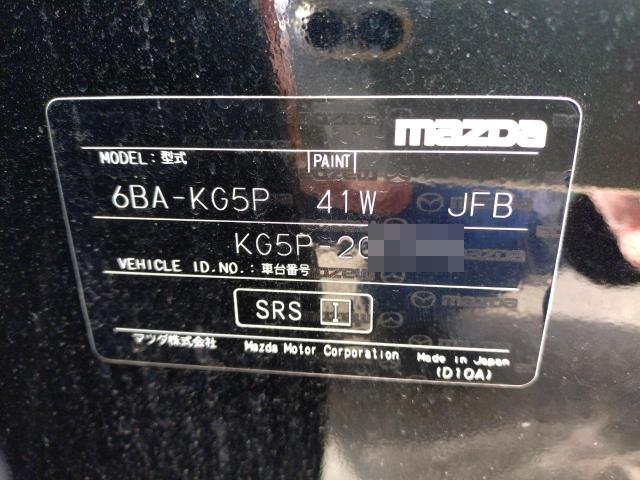 mazda
MODEL: 型式 PAINT
6BA-KG5P 41W JFB
KG5P-20
VEHICLE ID.NO.: 車台番号
SRS I
マツダ株式会社 Mazda Motor Corporation Made in Japan
(D10A)